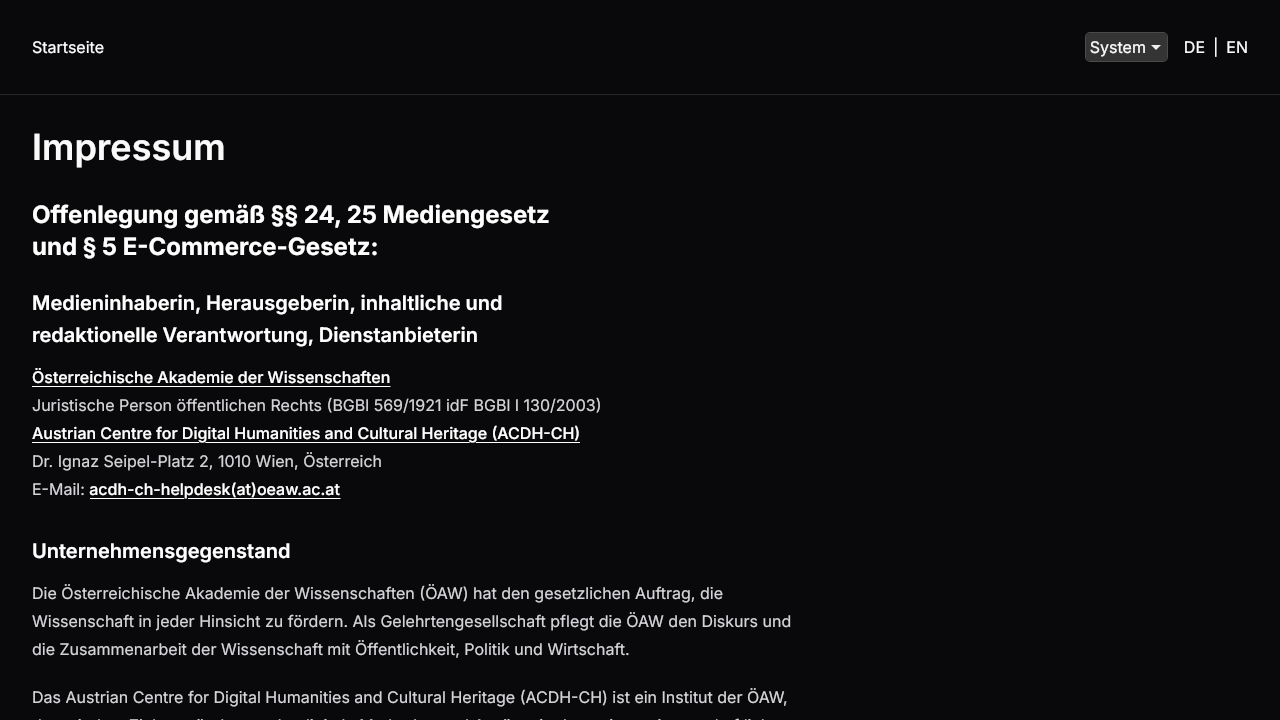 Startseite
System
DE | EN
Impressum
Offenlegung gemäß §§ 24, 25 Mediengesetz
und § 5 E-Commerce-Gesetz:
Medieninhaberin, Herausgeberin, inhaltliche und
redaktionelle Verantwortung, Dienstanbieterin
Österreichische Akademie der Wissenschaften
Juristische Person öffentlichen Rechts (BGBl 569/1921 idF BGBl I 130/2003)
Austrian Centre for Digital Humanities and Cultural Heritage (ACDH-CH)
Dr. Ignaz Seipel-Platz 2, 1010 Wien, Österreich
E-Mail: acdh-ch-helpdesk(at)oeaw.ac.at
Unternehmensgegenstand
Die Österreichische Akademie der Wissenschaften (ÖAW) hat den gesetzlichen Auftrag, die
Wissenschaft in jeder Hinsicht zu fördern. Als Gelehrtengesellschaft pflegt die ÖAW den Diskurs und
die Zusammenarbeit der Wissenschaft mit Öffentlichkeit, Politik und Wirtschaft.
Das Austrian Centre for Digital Humanities and Cultural Heritage (ACDH-CH) ist ein Institut der ÖAW,